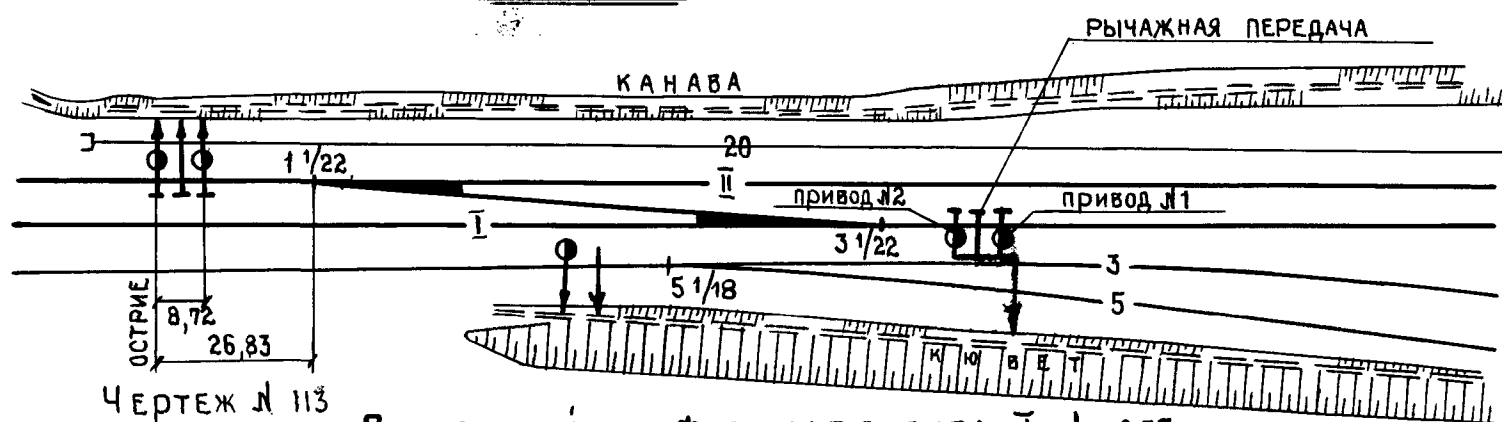 РЫЧАЖНАЯ ПЕРЕДАЧА
КАНАВА
20
1 1/22
II
привод №2
привод №1
I
3 1/22
3
5 1/18
5
ОСТРИЕ
8,72
26,83
КЮВЕТ
ЧЕРТЕЖ № 113